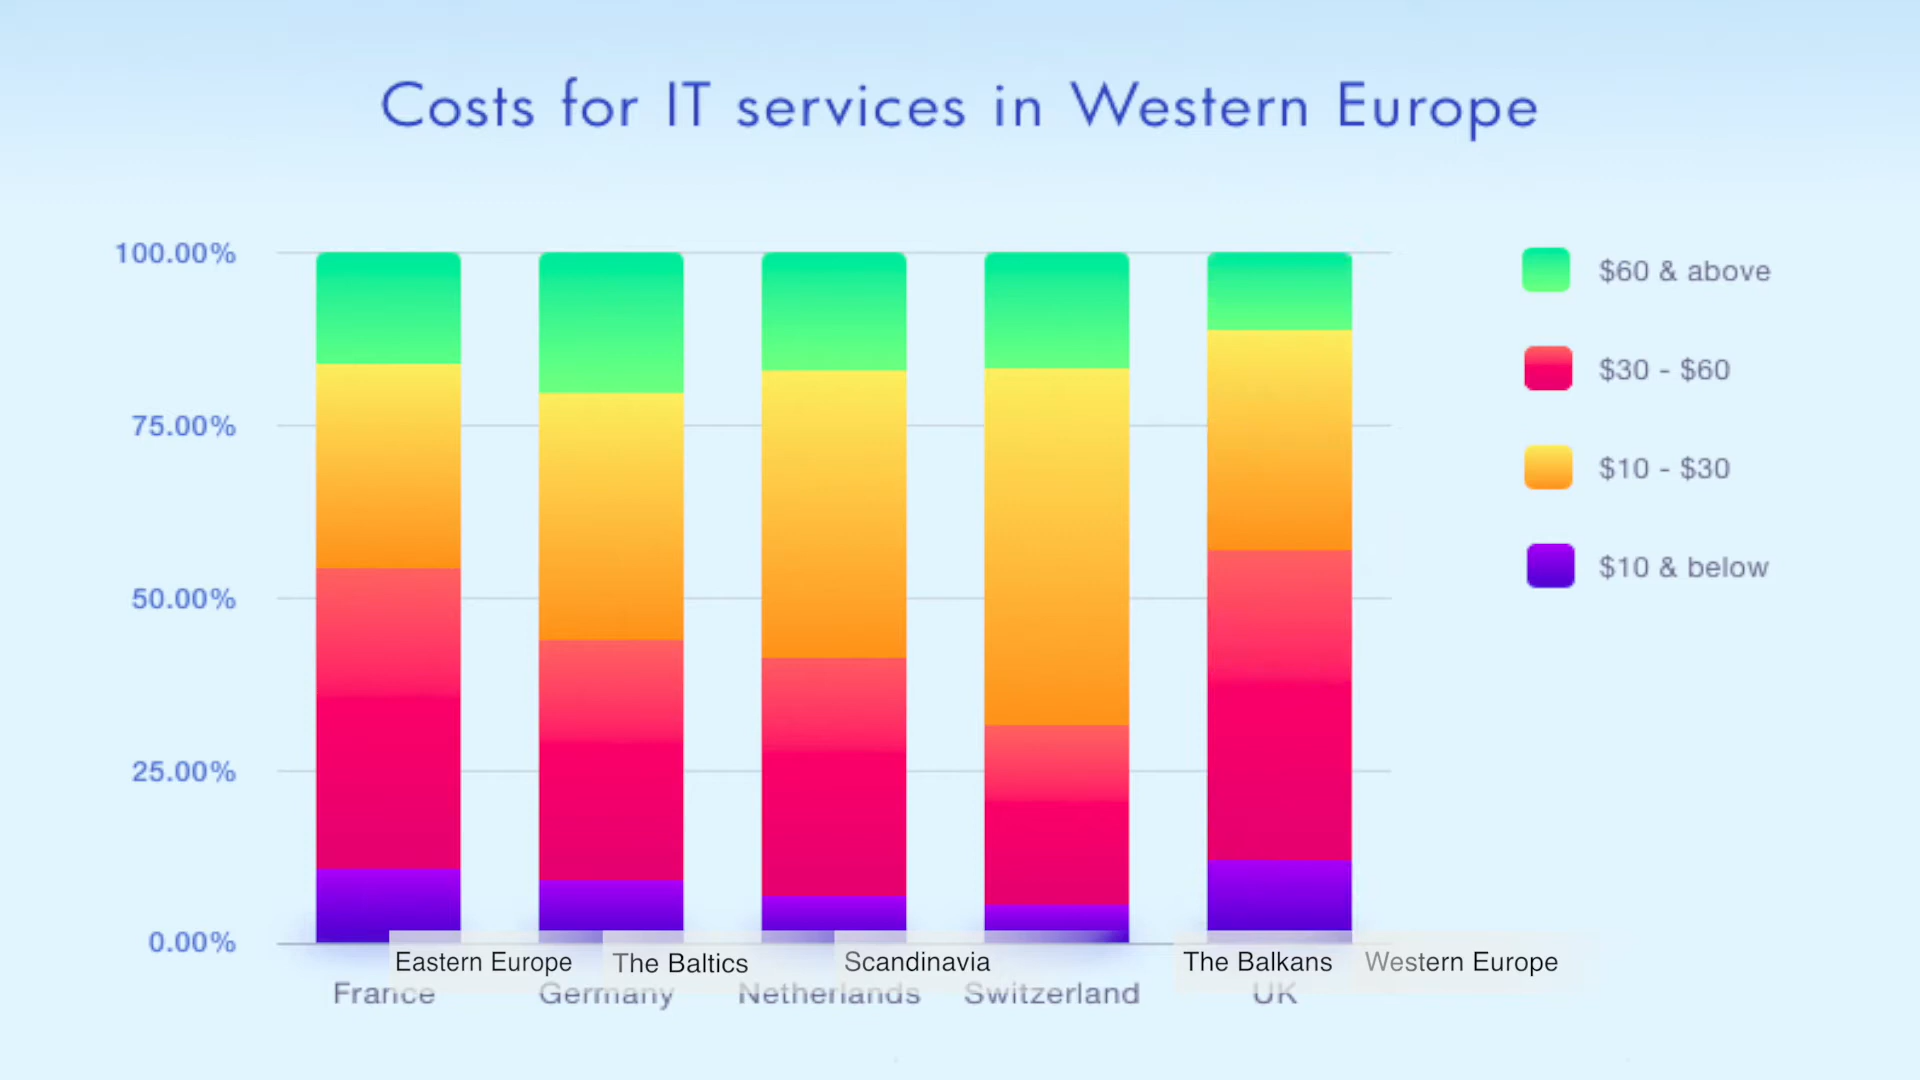 Costs for IT services in Western Europe
100.00%
75.00%
50.00%
25.00%
0.00%
$60 & above
$30 - $60
$10 - $30
$10 & below
Eastern Europe The Baltics Scandinavia The Balkans Western Europe
France Germany Netherlands Switzerland UK